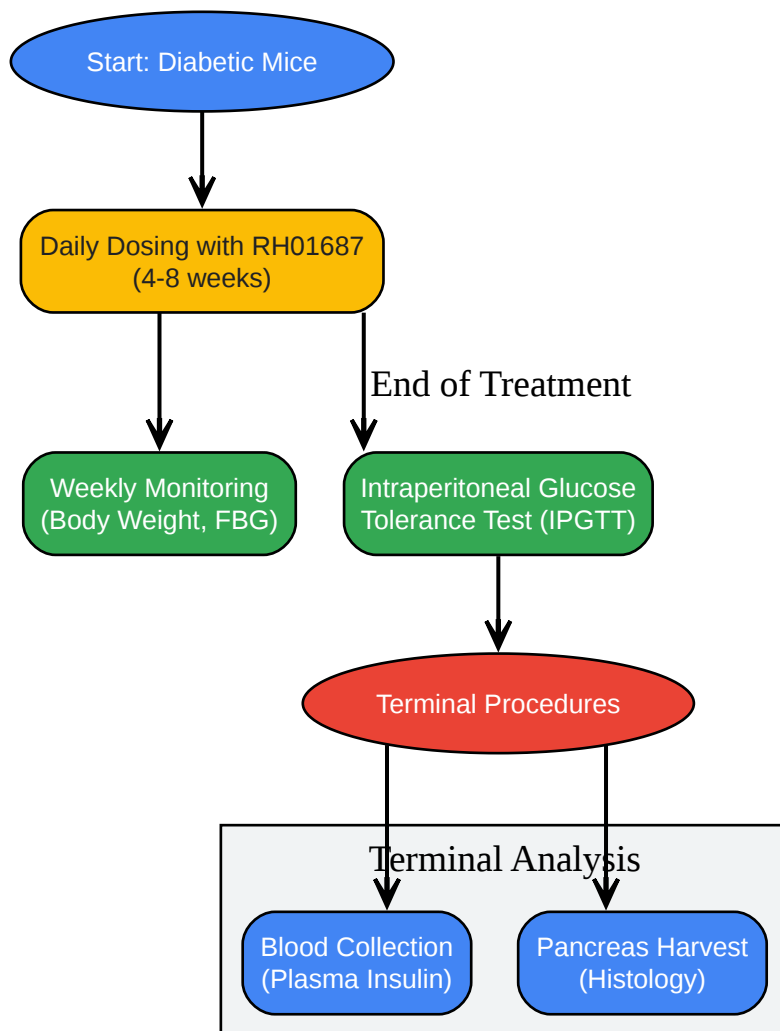 Start: Diabetic Mice
Daily Dosing with RH01687
(4-8 weeks)
End of Treatment
Weekly Monitoring
(Body Weight, FBG)
Intraperitoneal Glucose
Tolerance Test (IPGTT)
Terminal Procedures
Terminal Analysis
Blood Collection
(Plasma Insulin)
Pancreas Harvest
(Histology)